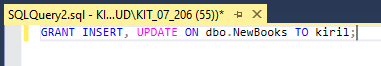 SQLQuery2.sql - KI...UD\KIT_07_206 (55))*
GRANT INSERT, UPDATE ON dbo.NewBooks TO kiril;